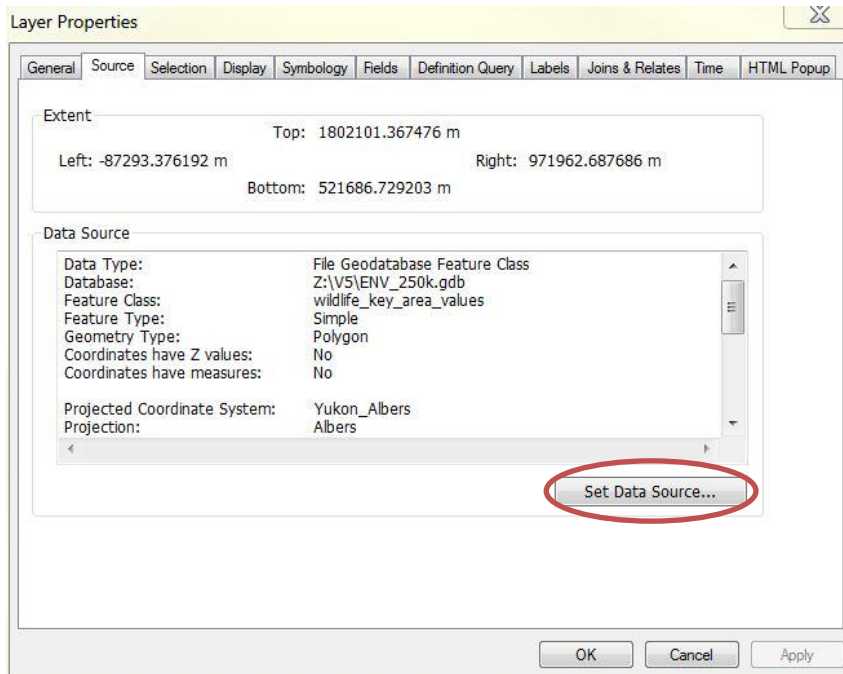 Layer Properties
General Source Selection Display Symbology Fields Definition Query Labels Joins & Relates Time HTML Popup
Extent
Top: 1802101.367476 m
Left: -87293.376192 m Right: 971962.687686 m
Bottom: 521686.729203 m
Data Source
Data Type: File Geodatabase Feature Class
Database: Z:\V5\ENV_250k.gdb
Feature Class: wildlife_key_area_values
Feature Type: Simple
Geometry Type: Polygon
Coordinates have Z values: No
Coordinates have measures: No
Projected Coordinate System: Yukon_Albers
Projection: Albers
Set Data Source...
OK Cancel Apply